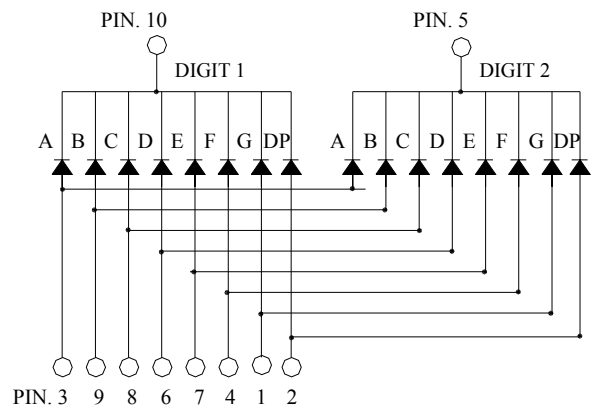 PIN. 10 PIN. 5
DIGIT 1 DIGIT 2
A B C D E F G DP A B C D E F G DP
PIN. 3 9 8 6 7 4 1 2